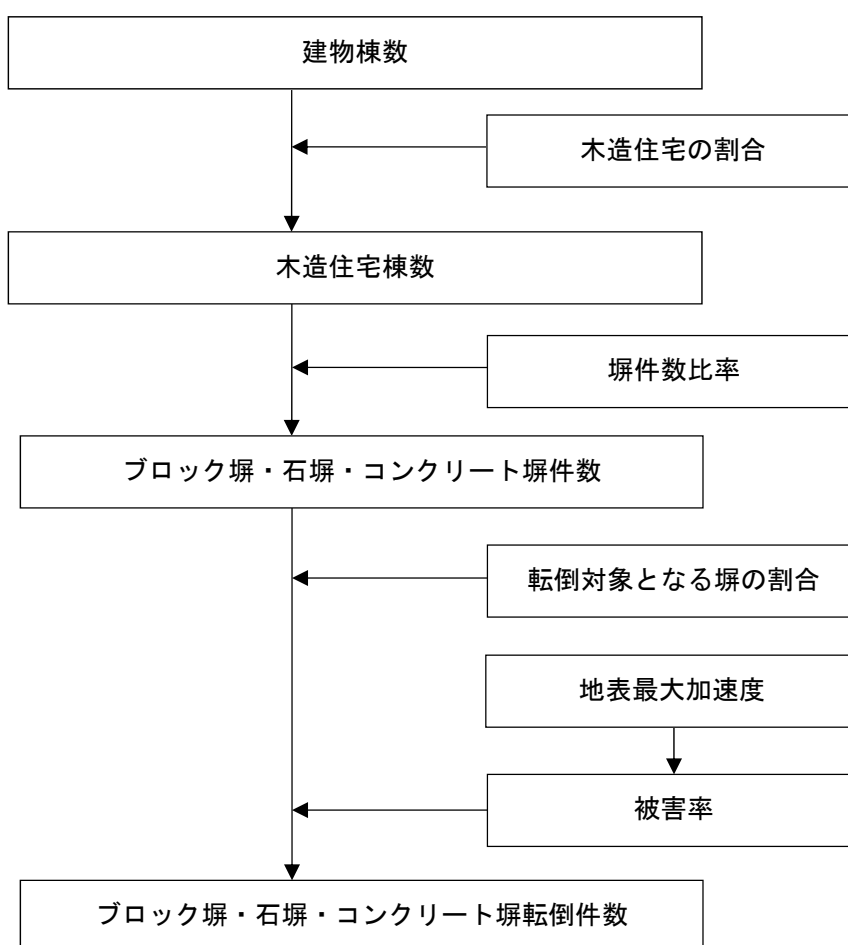 建物棟数
木造住宅の割合
木造住宅棟数
塀件数比率
ブロック塀・石塀・コンクリート塀件数
転倒対象となる塀の割合
地表最大加速度
被害率
ブロック塀・石塀・コンクリート塀転倒件数